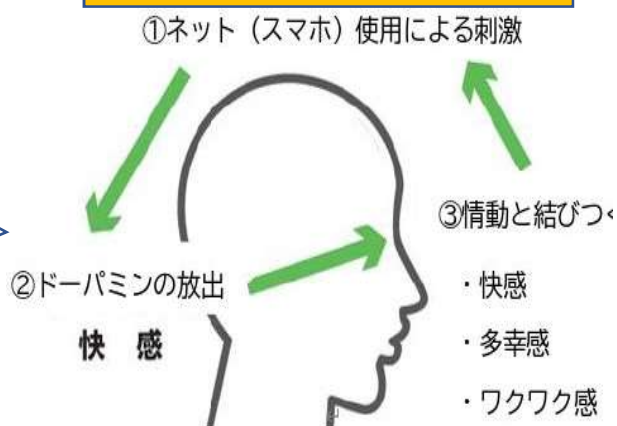 ①ネット（スマホ）使用による刺激
②ドーパミンの放出
快 感
③情動と結びつく
・快感
・多幸感
・ワクワク感